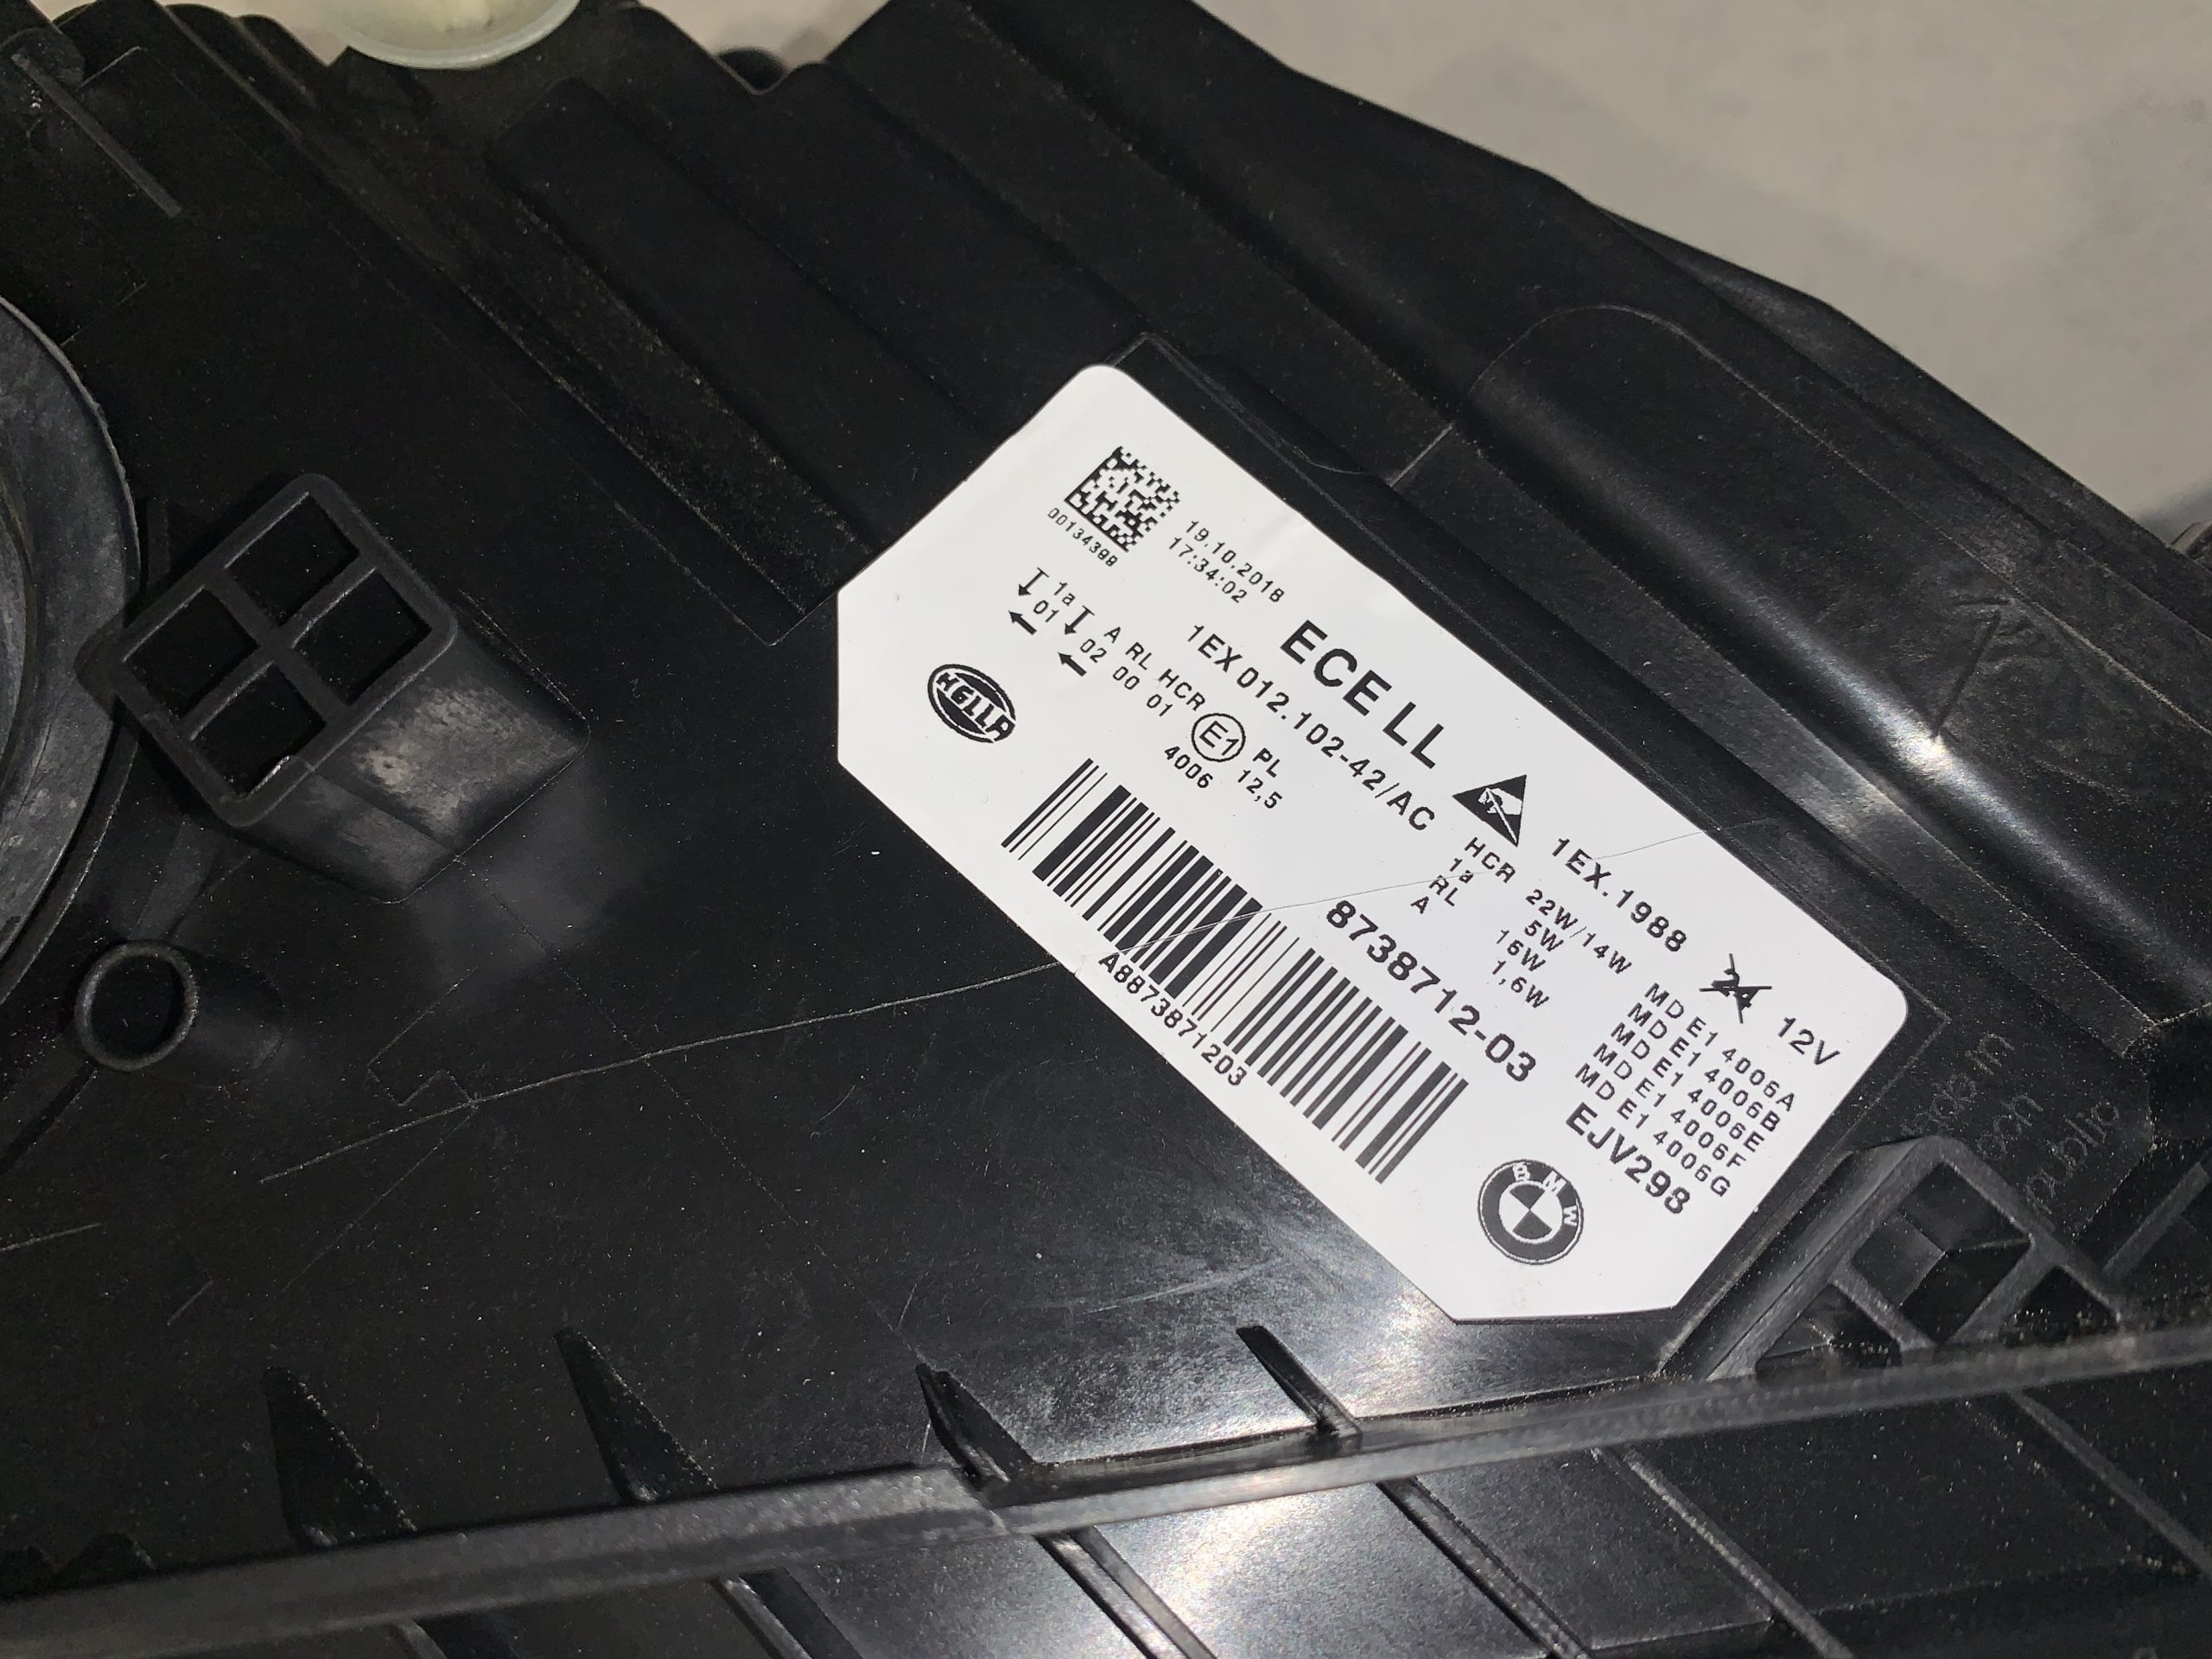 00134399
19.10.2018
17:34:02
ECE LL
1EX 012.102-42/AC
1a A RL HCR
01 02 00 01
E1
4006
PL
12,5
HELLA
1EX.1988
24 12V
HCR 22W/14W
1a 5W
RL 16W
A 1,6W
MD E1 4006A
MD E1 4006B
MD E1 4006E
MD E1 4006F
MD E1 4006G
8738712-03
A8873871203
EJV298
BMW